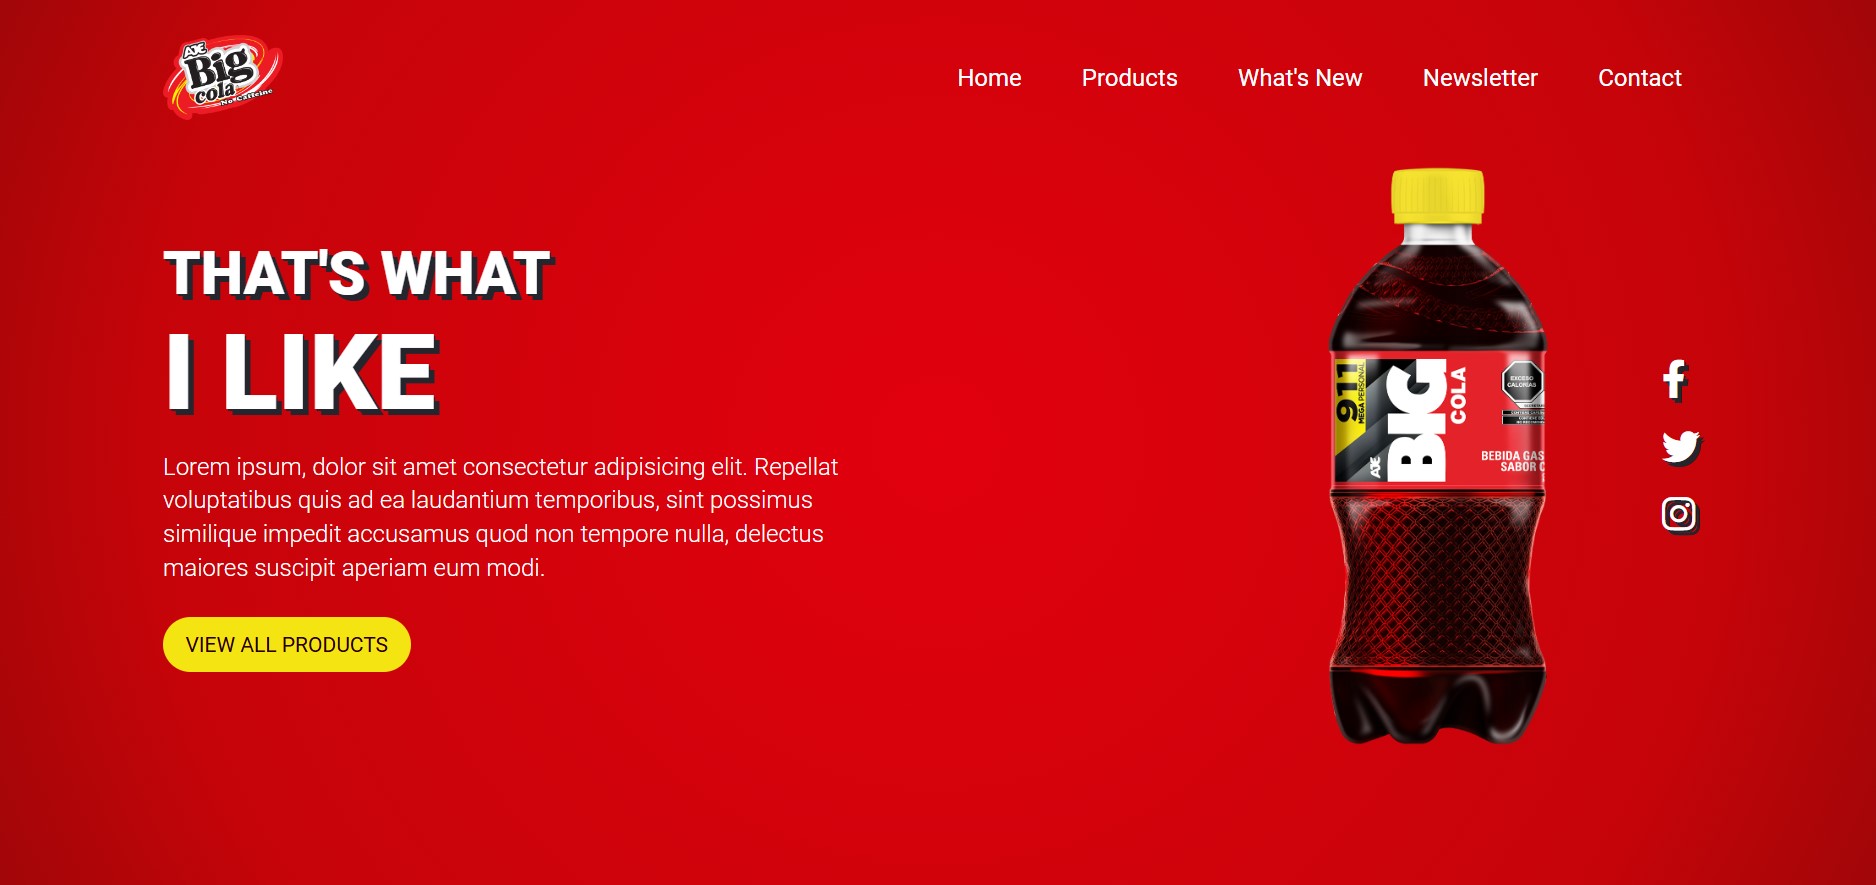 AJE
Big
cola
No Caffeine
Home Products What's New Newsletter Contact
THAT'S WHAT
I LIKE
Lorem ipsum, dolor sit amet consectetur adipisicing elit. Repellat
voluptatibus quis ad ea laudantium temporibus, sint possimus
similique impedit accusamus quod non tempore nulla, delectus
maiores suscipit aperiam eum modi.
VIEW ALL PRODUCTS
911
MEGA PERSONAL
AJE
BIG
COLA
EXCESO
CALORÍAS
BEBIDA GAS
SABOR C